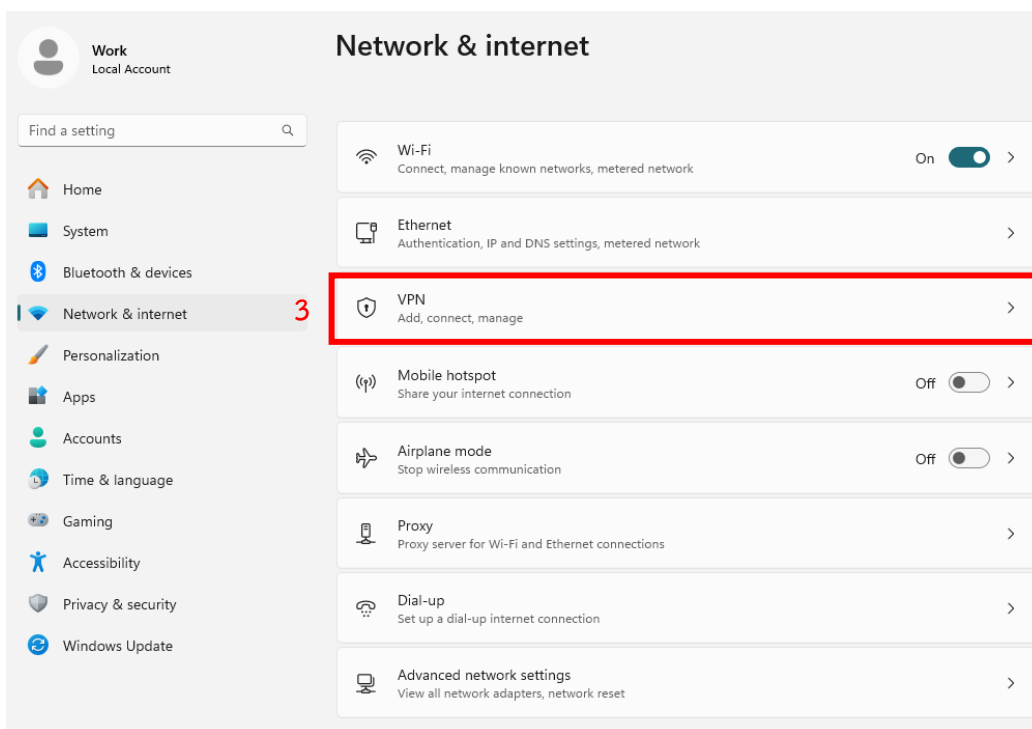 Work
Local Account
Find a setting
Home
System
Bluetooth & devices
Network & internet
Personalization
Apps
Accounts
Time & language
Gaming
Accessibility
Privacy & security
Windows Update
Network & internet
Wi-Fi
Connect, manage known networks, metered network
On
Ethernet
Authentication, IP and DNS settings, metered network
3
VPN
Add, connect, manage
Mobile hotspot
Share your internet connection
Off
Airplane mode
Stop wireless communication
Off
Proxy
Proxy server for Wi-Fi and Ethernet connections
Dial-up
Set up a dial-up internet connection
Advanced network settings
View all network adapters, network reset